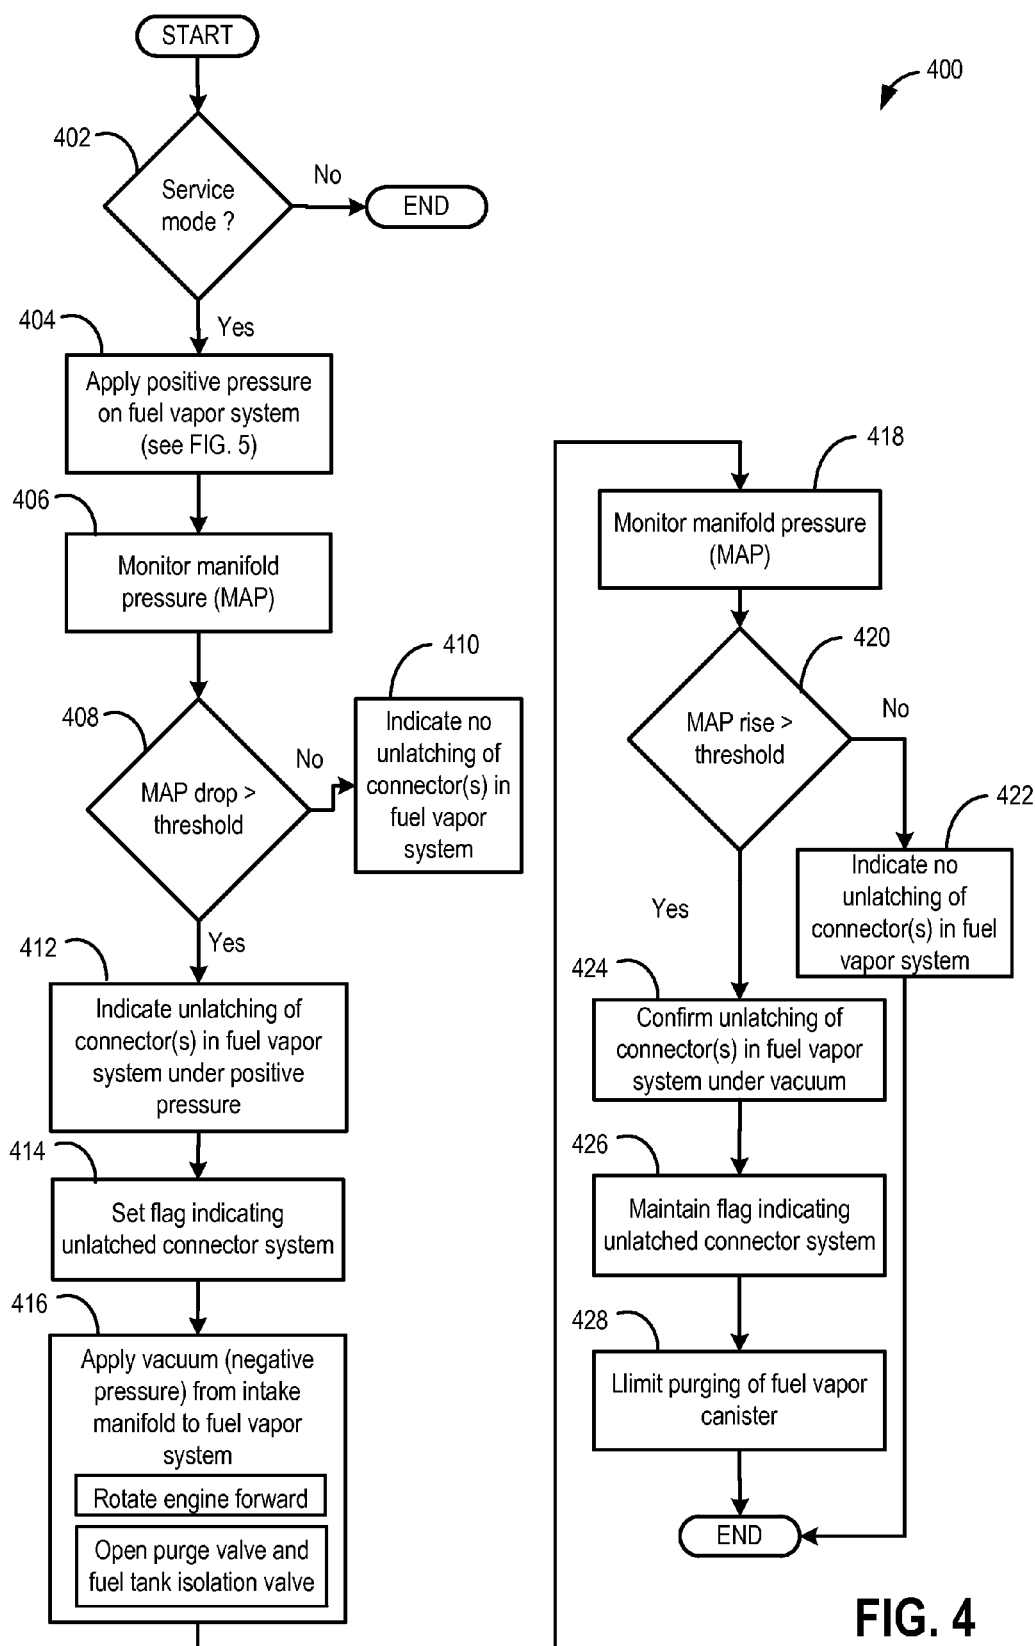 START
400
402
Service
mode ?
No
END
Yes
404
Apply positive pressure
on fuel vapor system
(see FIG. 5)
406
Monitor manifold
pressure (MAP)
408
MAP drop >
threshold
No
410
Indicate no
unlatching of
connector(s) in
fuel vapor
system
Yes
412
Indicate unlatching of
connector(s) in fuel vapor
system under positive
pressure
414
Set flag indicating
unlatched connector system
416
Apply vacuum (negative
pressure) from intake
manifold to fuel vapor
system
Rotate engine forward
Open purge valve and
fuel tank isolation valve
418
Monitor manifold pressure
(MAP)
420
MAP rise >
threshold
No
422
Indicate no
unlatching of
connector(s) in fuel
vapor system
Yes
424
Confirm unlatching of
connector(s) in fuel vapor
system under vacuum
426
Maintain flag indicating
unlatched connector system
428
Llimit purging of fuel vapor
canister
END
FIG. 4